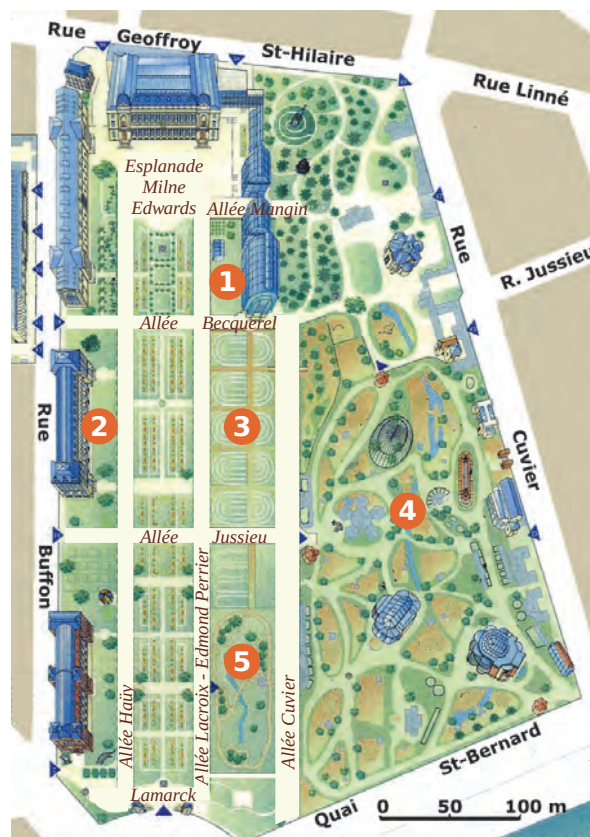 Rue Geoffroy St-Hilaire
Rue Linné
Esplanade
Milne
Edwards
Allée Mangin
Rue
R. Jussieu
1
Allée Becquerel
Rue
2
3
Cuvier
4
Allée Jussieu
Buffon
Allée Haüy
Allée Lacroix - Edmond Perrier
5
Allée Cuvier
St-Bernard
Lamarck
Quai
0 50 100 m